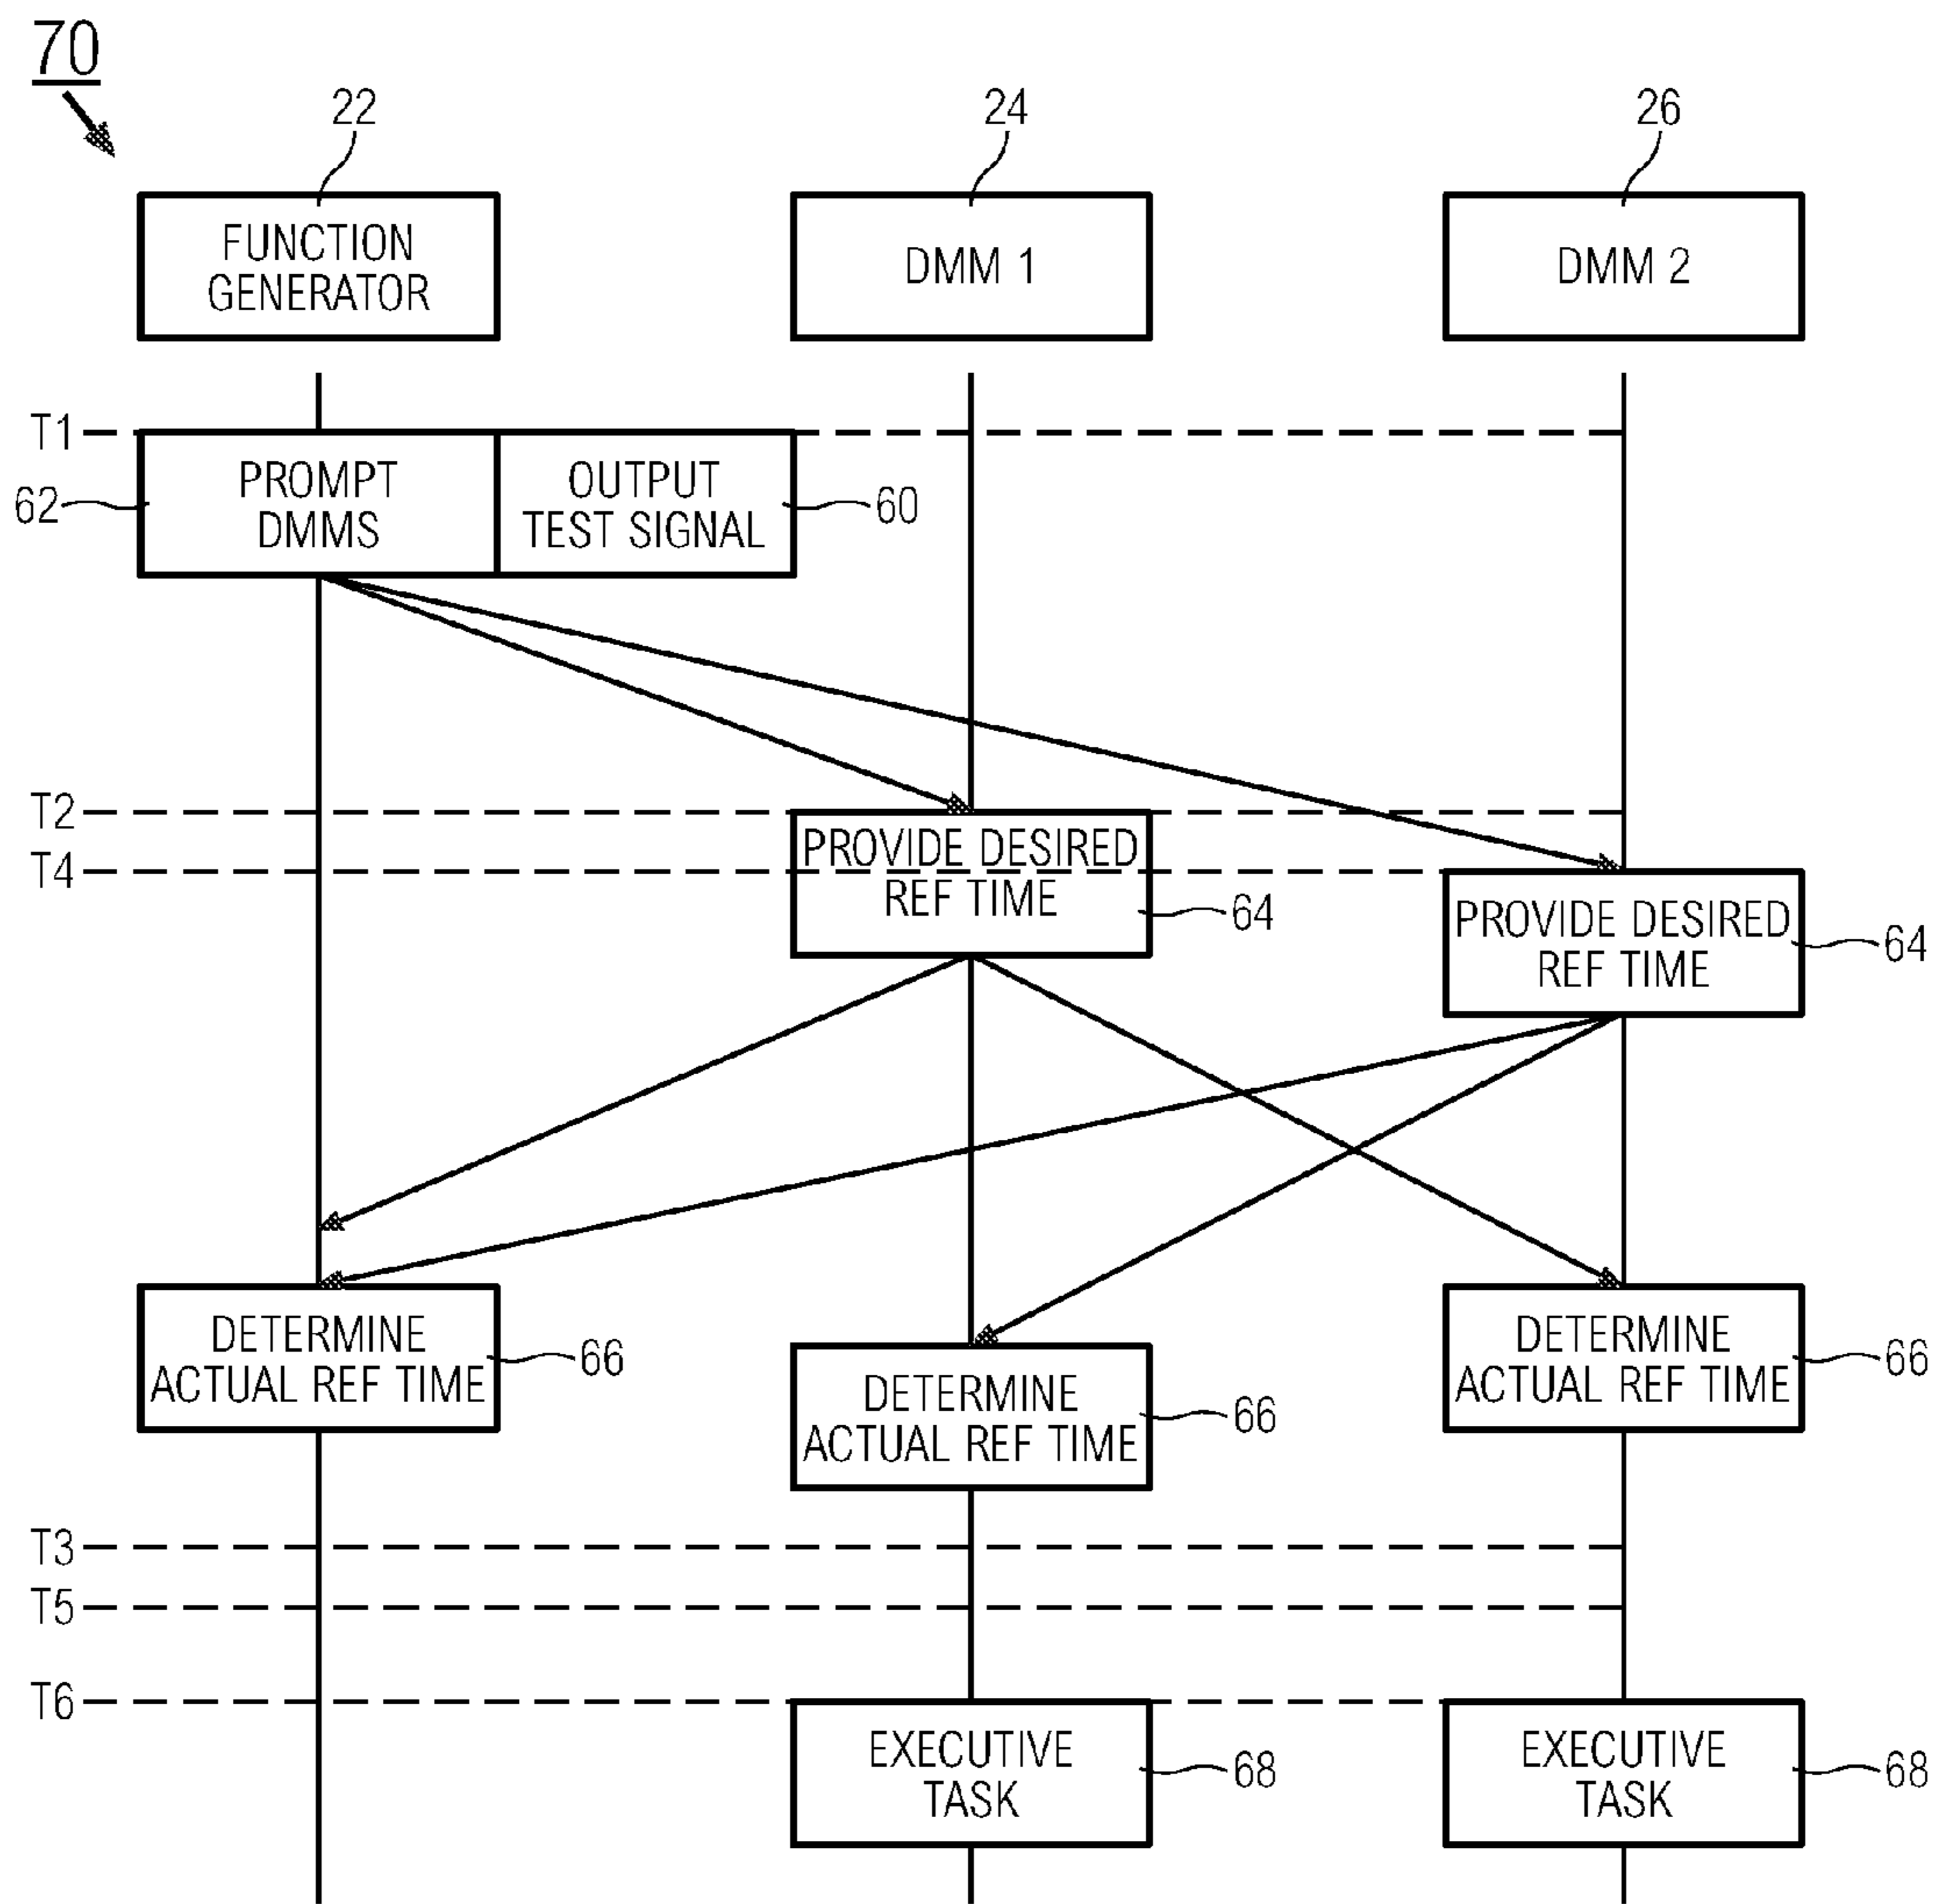 70
22
24
26
FUNCTION
GENERATOR
DMM 1
DMM 2
T1
PROMPT
DMMS
OUTPUT
TEST SIGNAL
62
60
T2
T4
PROVIDE DESIRED
REF TIME
64
PROVIDE DESIRED
REF TIME
64
DETERMINE
ACTUAL REF TIME
66
DETERMINE
ACTUAL REF TIME
66
DETERMINE
ACTUAL REF TIME
66
T3
T5
T6
EXECUTIVE
TASK
68
EXECUTIVE
TASK
68